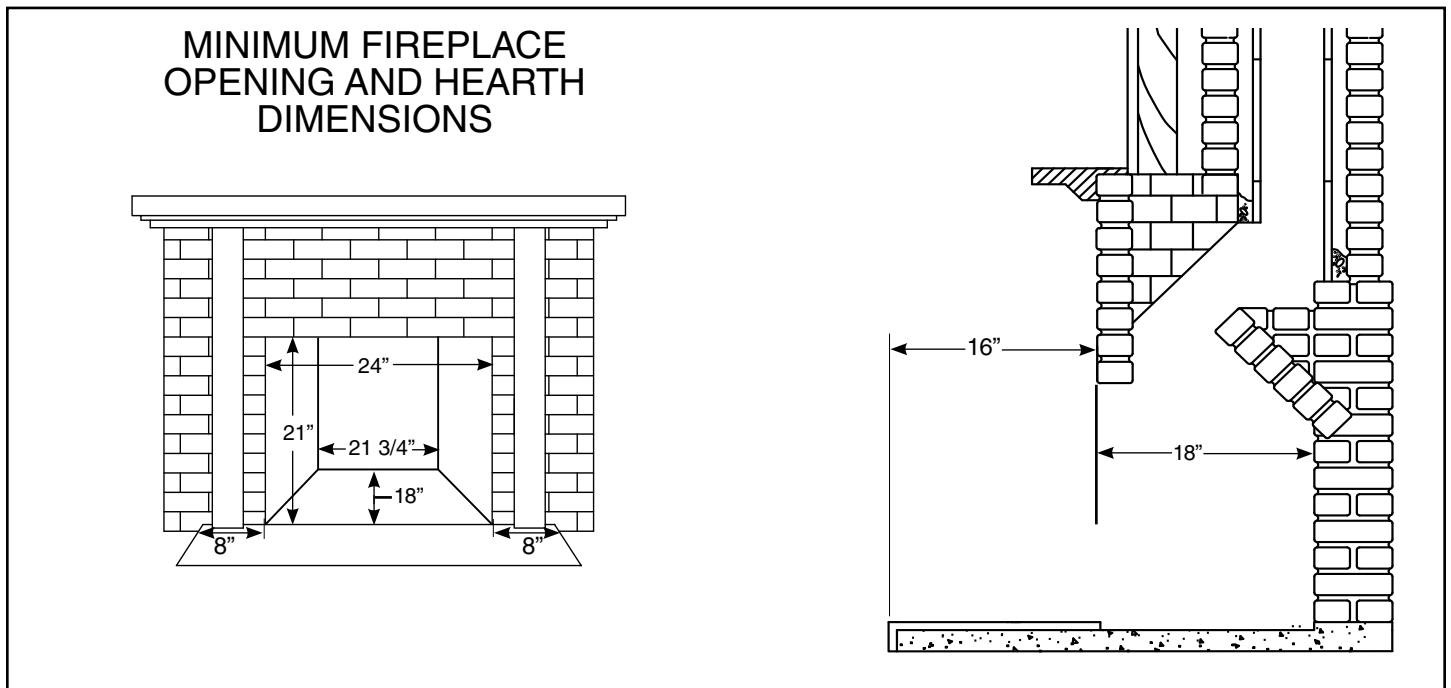 MINIMUM FIREPLACE
OPENING AND HEARTH
DIMENSIONS
24”
21”
21 3/4”
18”
8”
8”
16”
18”